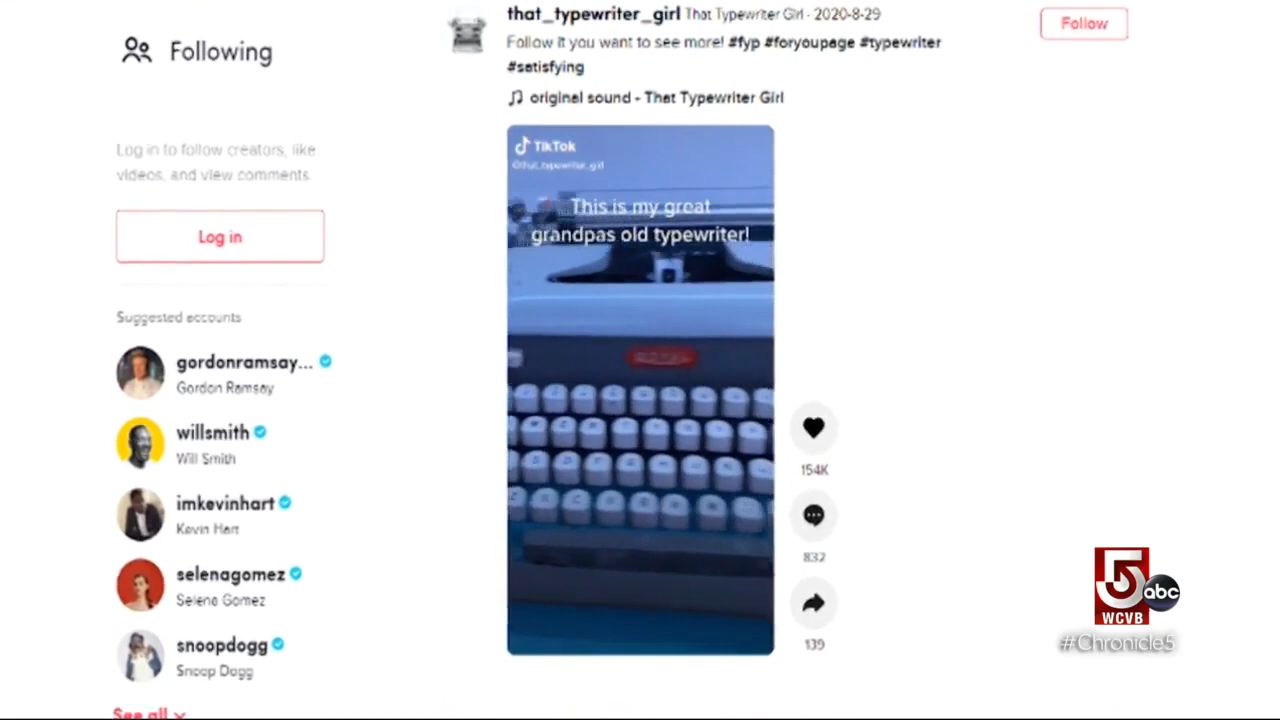 Following
Log in to follow creators, like
videos, and view comments
Log in
Suggested accounts
gordonramsay...
Gordon Ramsay
willsmith
Will Smith
imkevinhart
Kevin Hart
selenagomez
Selena Gomez
snoopdogg
Snoop Dogg
See all
that_typewriter_girl That Typewriter Girl · 2020-8-29
Follow if you want to see more! #fyp #foryoupage #typewriter
#satisfying
original sound - That Typewriter Girl
Follow
TikTok
@that_typewriter_girl
This is my great
grandpas old typewriter!
ROYAL
154K
832
139
5
abc
WCVB
#Chronicle5